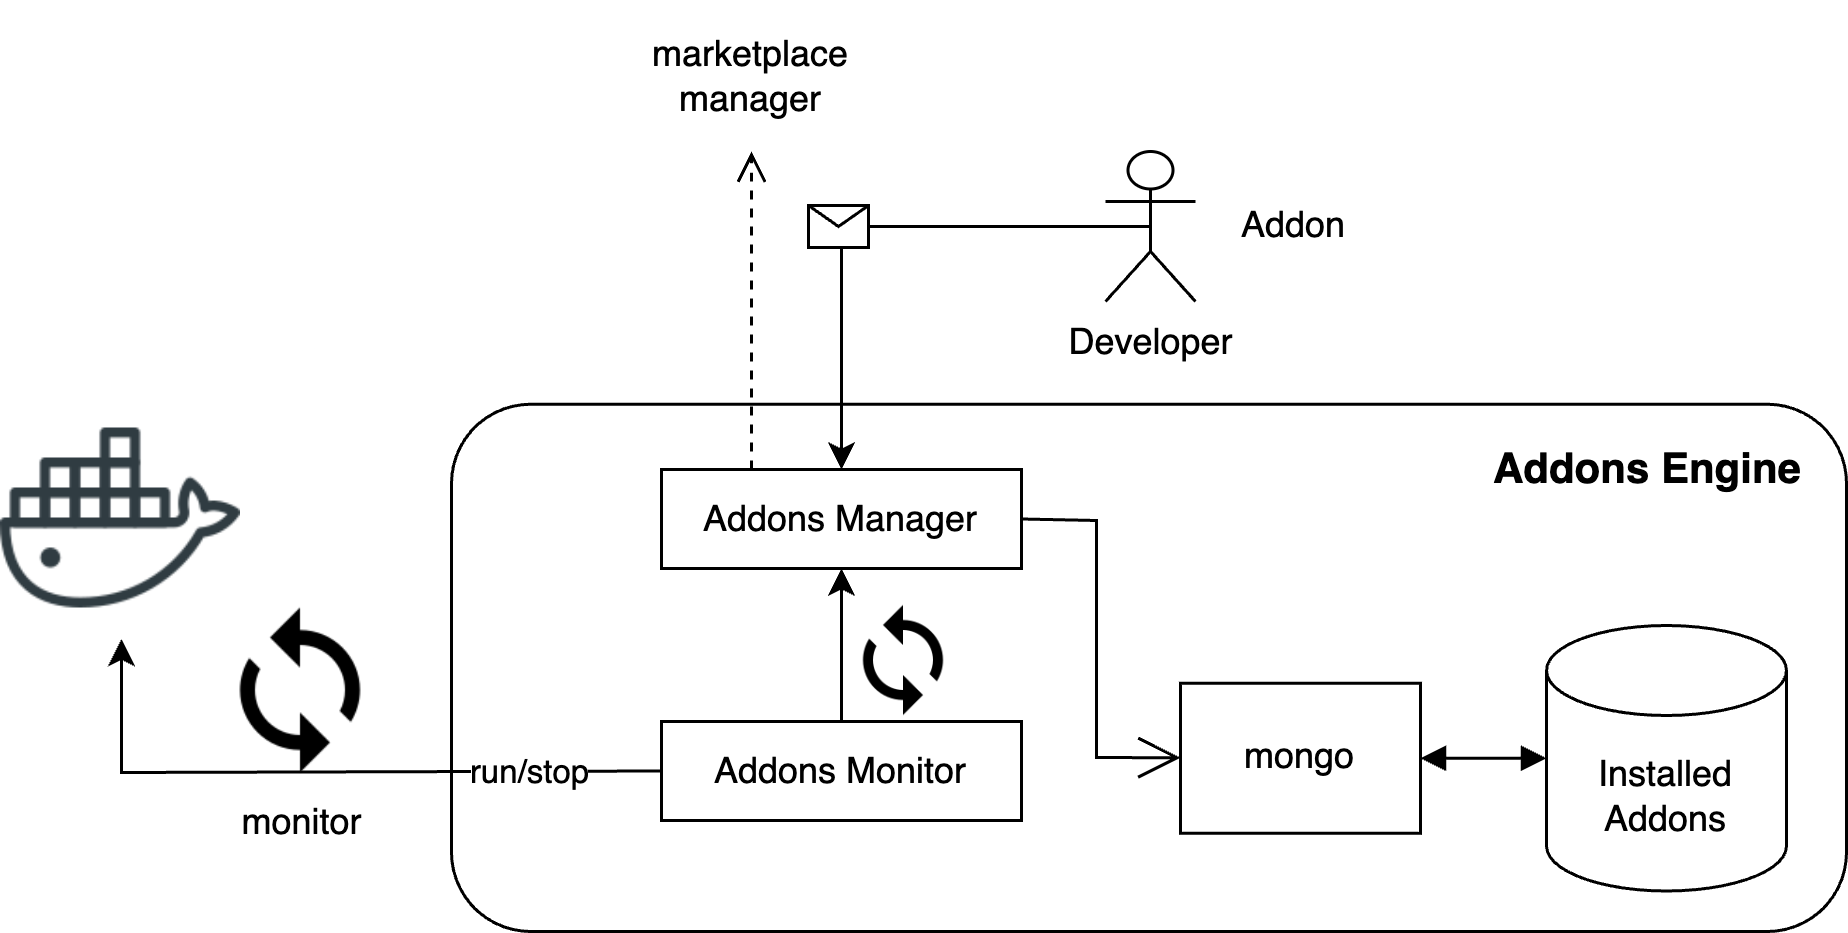 marketplace
manager
Addon
Developer
Addons Engine
Addons Manager
Addons Monitor
run/stop
monitor
mongo
Installed
Addons